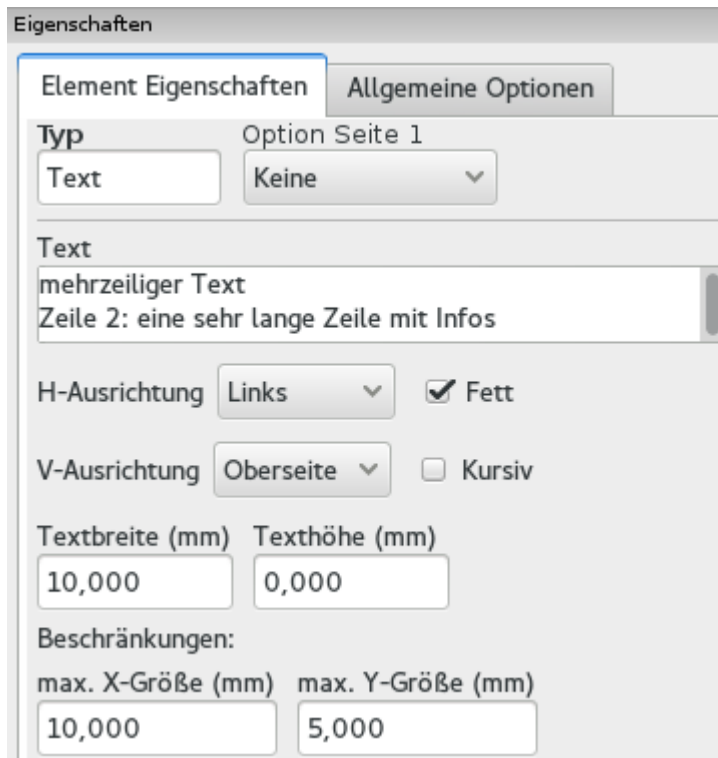 Eigenschaften
Element Eigenschaften Allgemeine Optionen
Typ Option Seite 1
Text Keine
Text
mehrzeiliger Text
Zeile 2: eine sehr lange Zeile mit Infos
H-Ausrichtung Links Fett
V-Ausrichtung Oberseite Kursiv
Textbreite (mm) Texthöhe (mm)
10,000 0,000
Beschränkungen:
max. X-Größe (mm) max. Y-Größe (mm)
10,000 5,000